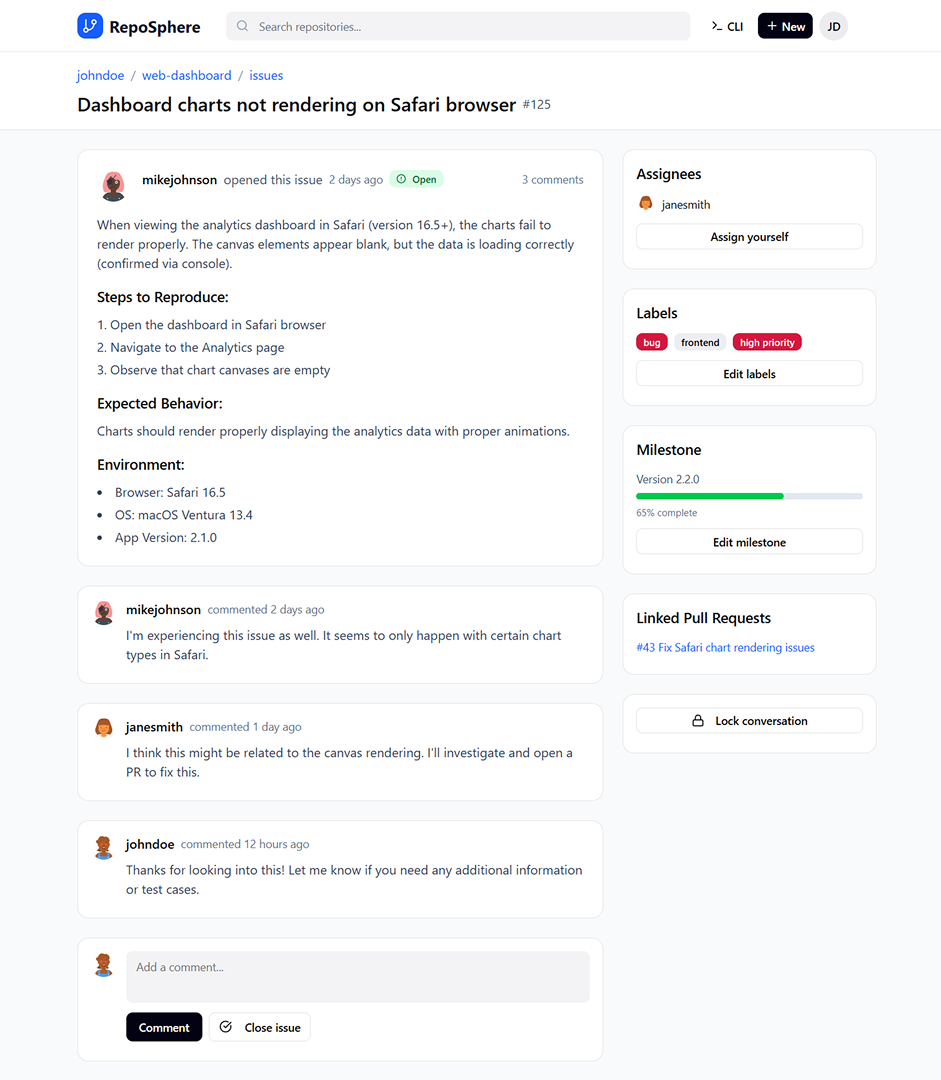 RepoSphere
Search repositories...
CLI
New
JD
johndoe / web-dashboard / issues
Dashboard charts not rendering on Safari browser #125
mikejohnson opened this issue 2 days ago Open 3 comments
When viewing the analytics dashboard in Safari (version 16.5+), the charts fail to
render properly. The canvas elements appear blank, but the data is loading correctly
(confirmed via console).
Steps to Reproduce:
1. Open the dashboard in Safari browser
2. Navigate to the Analytics page
3. Observe that chart canvases are empty
Expected Behavior:
Charts should render properly displaying the analytics data with proper animations.
Environment:
• Browser: Safari 16.5
• OS: macOS Ventura 13.4
• App Version: 2.1.0
mikejohnson commented 2 days ago
I'm experiencing this issue as well. It seems to only happen with certain chart
types in Safari.
janesmith commented 1 day ago
I think this might be related to the canvas rendering. I'll investigate and open a
PR to fix this.
johndoe commented 12 hours ago
Thanks for looking into this! Let me know if you need any additional information
or test cases.
Add a comment...
Comment
Close issue
Assignees
janesmith
Assign yourself
Labels
bug frontend high priority
Edit labels
Milestone
Version 2.2.0
65% complete
Edit milestone
Linked Pull Requests
#43 Fix Safari chart rendering issues
Lock conversation